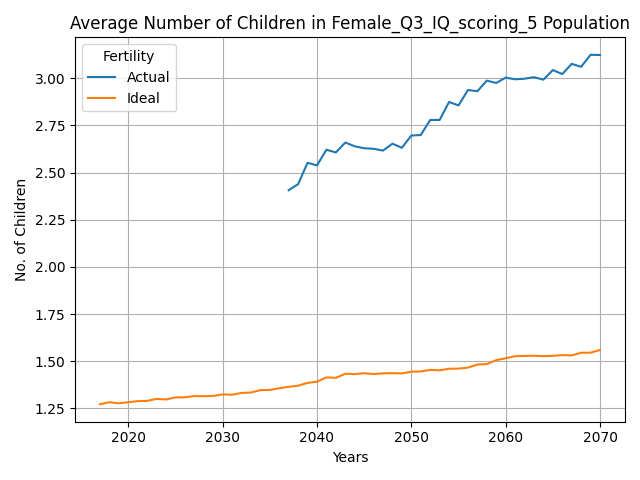 Average Number of Children in Female_Q3_IQ_scoring_5 Population
Fertility
Actual
Ideal
No. of Children
3.00
2.75
2.50
2.25
2.00
1.75
1.50
1.25
2020 2030 2040 2050 2060 2070
Years